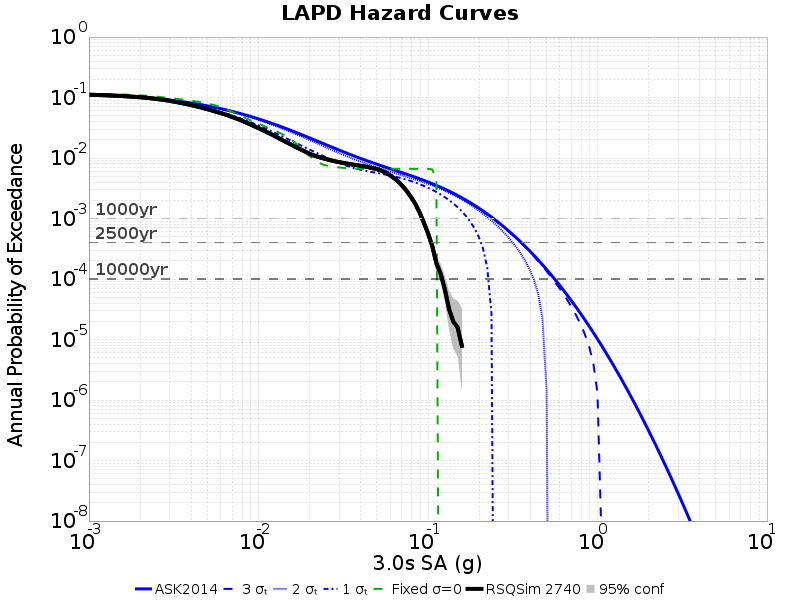 LAPD Hazard Curves
Annual Probability of Exceedance
10^0
10^-1
10^-2
10^-3
10^-4
10^-5
10^-6
10^-7
10^-8
1000yr
2500yr
10000yr
10^-3 10^-2 10^-1 10^0 10^1
3.0s SA (g)
ASK2014 3 σₜ 2 σₜ 1 σₜ Fixed σ=0 RSQSim 2740 95% conf